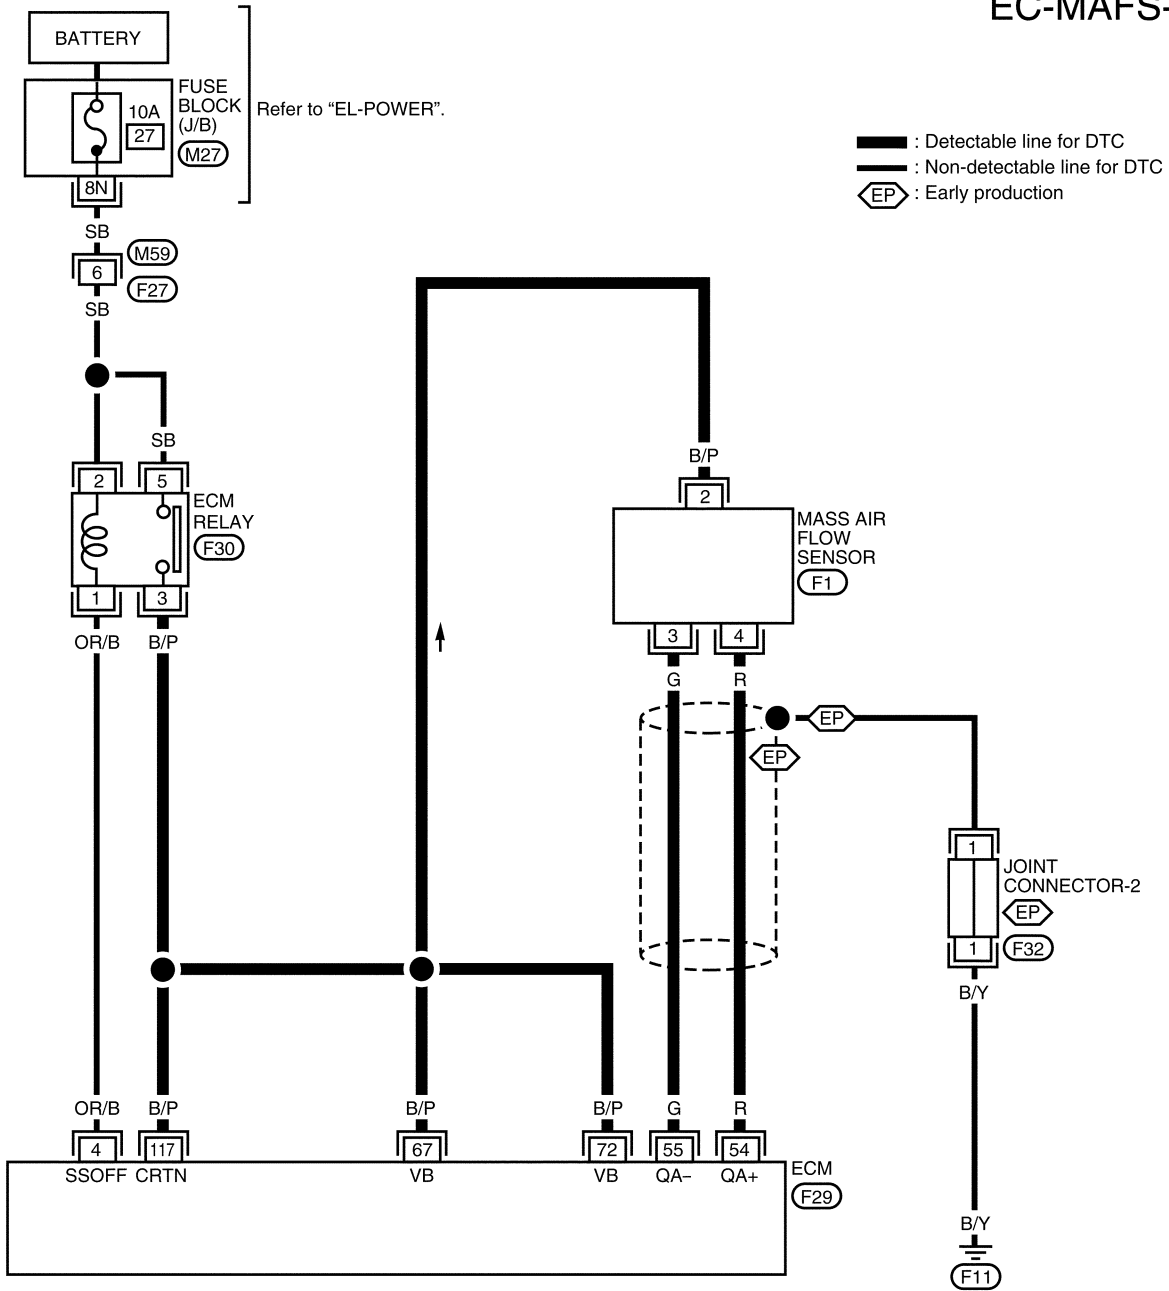 EC-MAFS-
BATTERY
FUSE
BLOCK
(J/B)
10A
27
M27
Refer to “EL-POWER”.
8N
: Detectable line for DTC
: Non-detectable line for DTC
EP : Early production
SB
M59
6
F27
SB
SB
B/P
2
5
2
ECM
RELAY
F30
MASS AIR
FLOW
SENSOR
F1
1
3
3
4
OR/B
B/P
G
R
EP
EP
1
JOINT
CONNECTOR-2
EP
1
F32
B/Y
OR/B
B/P
B/P
B/P
G
R
4
117
67
72
55
54
SSOFF
CRTN
VB
VB
QA–
QA+
ECM
F29
B/Y
F11